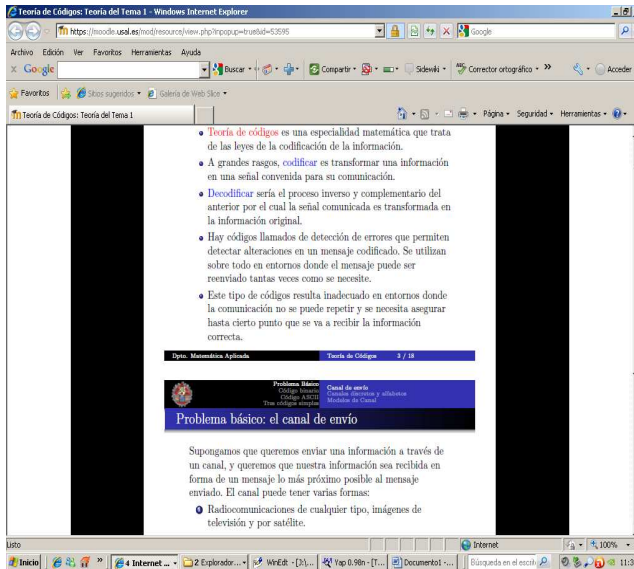 Teoría de Códigos: Teoría del Tema 1 - Windows Internet Explorer
https://moodle.usal.es/mod/resource/view.php?inpopup=true&id=53595
Google
Archivo Edición Ver Favoritos Herramientas Ayuda
x Google Buscar Compartir Sidewiki Corrector ortográfico » Acceder
Favoritos Sitios sugeridos Galería de Web Slice
Teoría de Códigos: Teoría del Tema 1 Página Seguridad Herramientas
Teoría de códigos es una especialidad matemática que trata
de las leyes de la codificación de la información.
A grandes rasgos, codificar es transformar una información
en una señal convenida para su comunicación.
Decodificar sería el proceso inverso y complementario del
anterior por el cual la señal comunicada es transformada en
la información original.
Hay códigos llamados de detección de errores que permiten
detectar alteraciones en un mensaje codificado. Se utilizan
sobre todo en entornos donde el mensaje puede ser
reenviado tantas veces como se necesite.
Este tipo de códigos resulta inadecuado en entornos donde
la comunicación no se puede repetir y se necesita asegurar
hasta cierto punto que se va a recibir la información
correcta.
Dpto. Matemática Aplicada Teoría de Códigos 3 / 18
Problema Básico Canal de envío
Código binario Canales discretos y alfabetos
Código ASCII Modelos de Canal
Tres códigos simples
Problema básico: el canal de envío
Supongamos que queremos enviar una información a través de
un canal, y queremos que nuestra información sea recibida en
forma de un mensaje lo más próximo posible al mensaje
enviado. El canal puede tener varias formas:
1 Radiocomunicaciones de cualquier tipo, imágenes de
televisión y por satélite.
Listo Internet 100%
Inicio » 4 Internet ... 2 Explorador... WinEdt - [J:\... Yap 0.98n - [T... Documento1 -... Búsqueda en el escrito 11:3